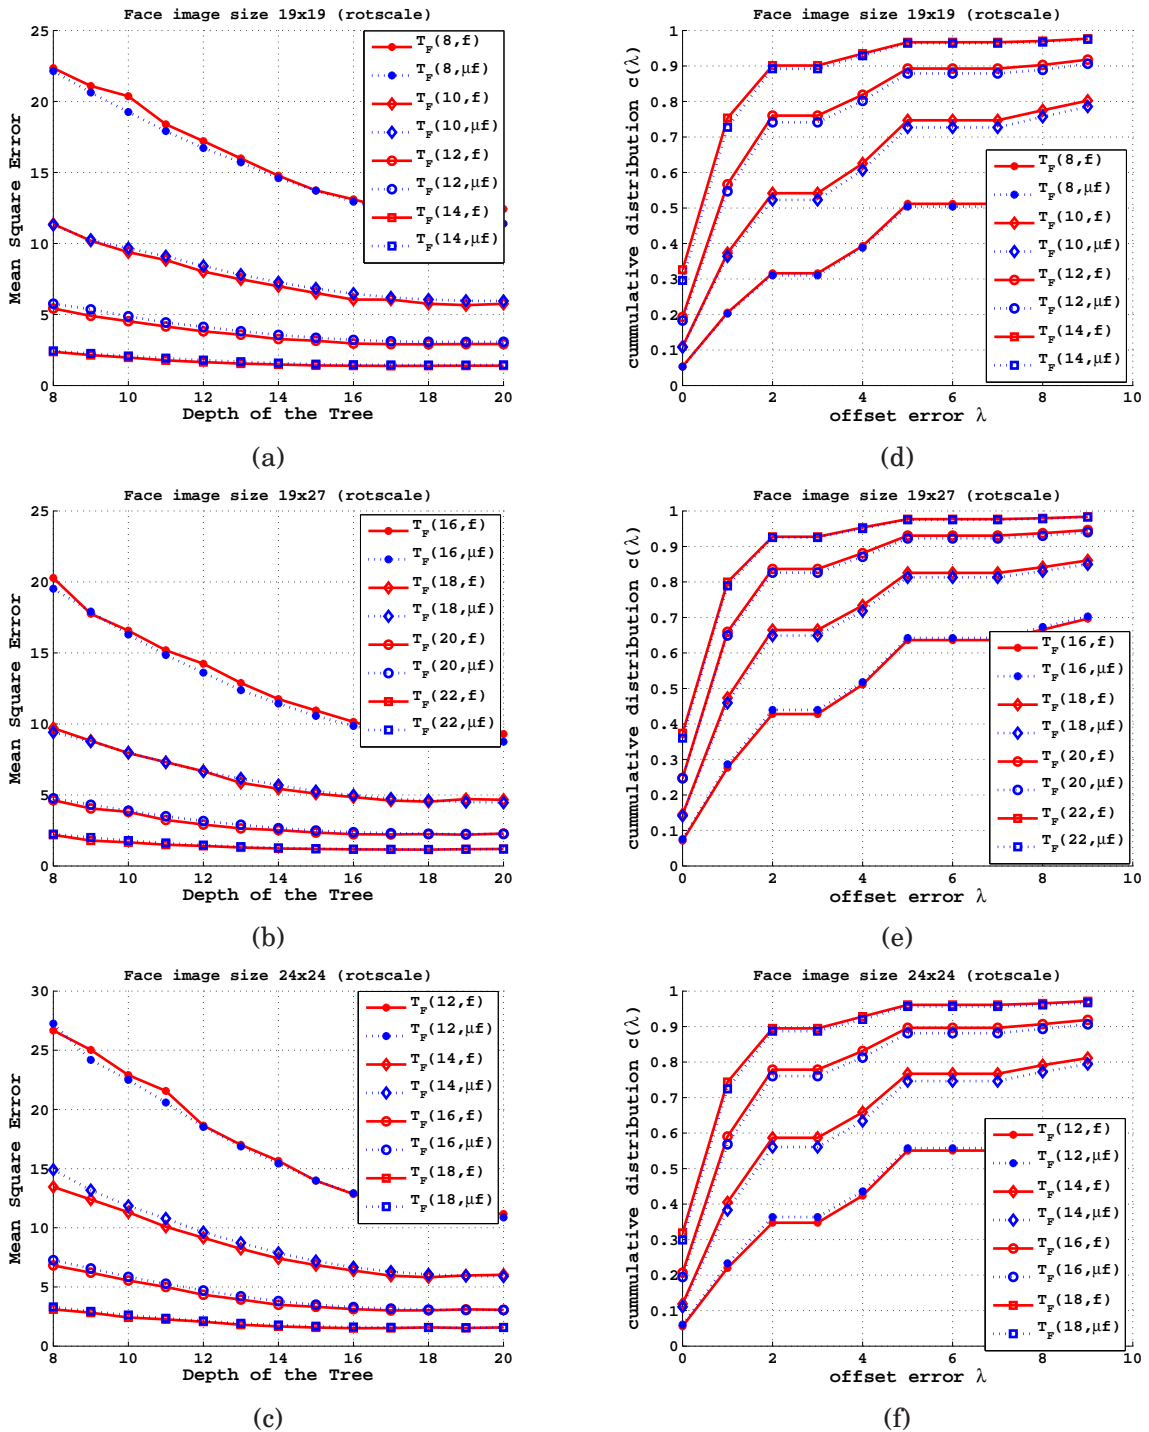 Face image size 19x19 (rotscale)
25
20
15
10
5
0
8 10 12 14 16 18 20
Mean Square Error
Depth of the Tree
T_F(8,f)
T_F(8,μf)
T_F(10,f)
T_F(10,μf)
T_F(12,f)
T_F(12,μf)
T_F(14,f)
T_F(14,μf)
(a)
Face image size 19x19 (rotscale)
1
0.9
0.8
0.7
0.6
0.5
0.4
0.3
0.2
0.1
0
0 2 4 6 8 10
cummulative distribution c(λ)
offset error λ
T_F(8,f)
T_F(8,μf)
T_F(10,f)
T_F(10,μf)
T_F(12,f)
T_F(12,μf)
T_F(14,f)
T_F(14,μf)
(d)
Face image size 19x27 (rotscale)
25
20
15
10
5
0
8 10 12 14 16 18 20
Mean Square Error
Depth of the Tree
T_F(16,f)
T_F(16,μf)
T_F(18,f)
T_F(18,μf)
T_F(20,f)
T_F(20,μf)
T_F(22,f)
T_F(22,μf)
(b)
Face image size 19x27 (rotscale)
1
0.9
0.8
0.7
0.6
0.5
0.4
0.3
0.2
0.1
0
0 2 4 6 8 10
cummulative distribution c(λ)
offset error λ
T_F(16,f)
T_F(16,μf)
T_F(18,f)
T_F(18,μf)
T_F(20,f)
T_F(20,μf)
T_F(22,f)
T_F(22,μf)
(e)
Face image size 24x24 (rotscale)
30
25
20
15
10
5
0
8 10 12 14 16 18 20
Mean Square Error
Depth of the Tree
T_F(12,f)
T_F(12,μf)
T_F(14,f)
T_F(14,μf)
T_F(16,f)
T_F(16,μf)
T_F(18,f)
T_F(18,μf)
(c)
Face image size 24x24 (rotscale)
1
0.9
0.8
0.7
0.6
0.5
0.4
0.3
0.2
0.1
0
0 2 4 6 8 10
cummulative distribution c(λ)
offset error λ
T_F(12,f)
T_F(12,μf)
T_F(14,f)
T_F(14,μf)
T_F(16,f)
T_F(16,μf)
T_F(18,f)
T_F(18,μf)
(f)